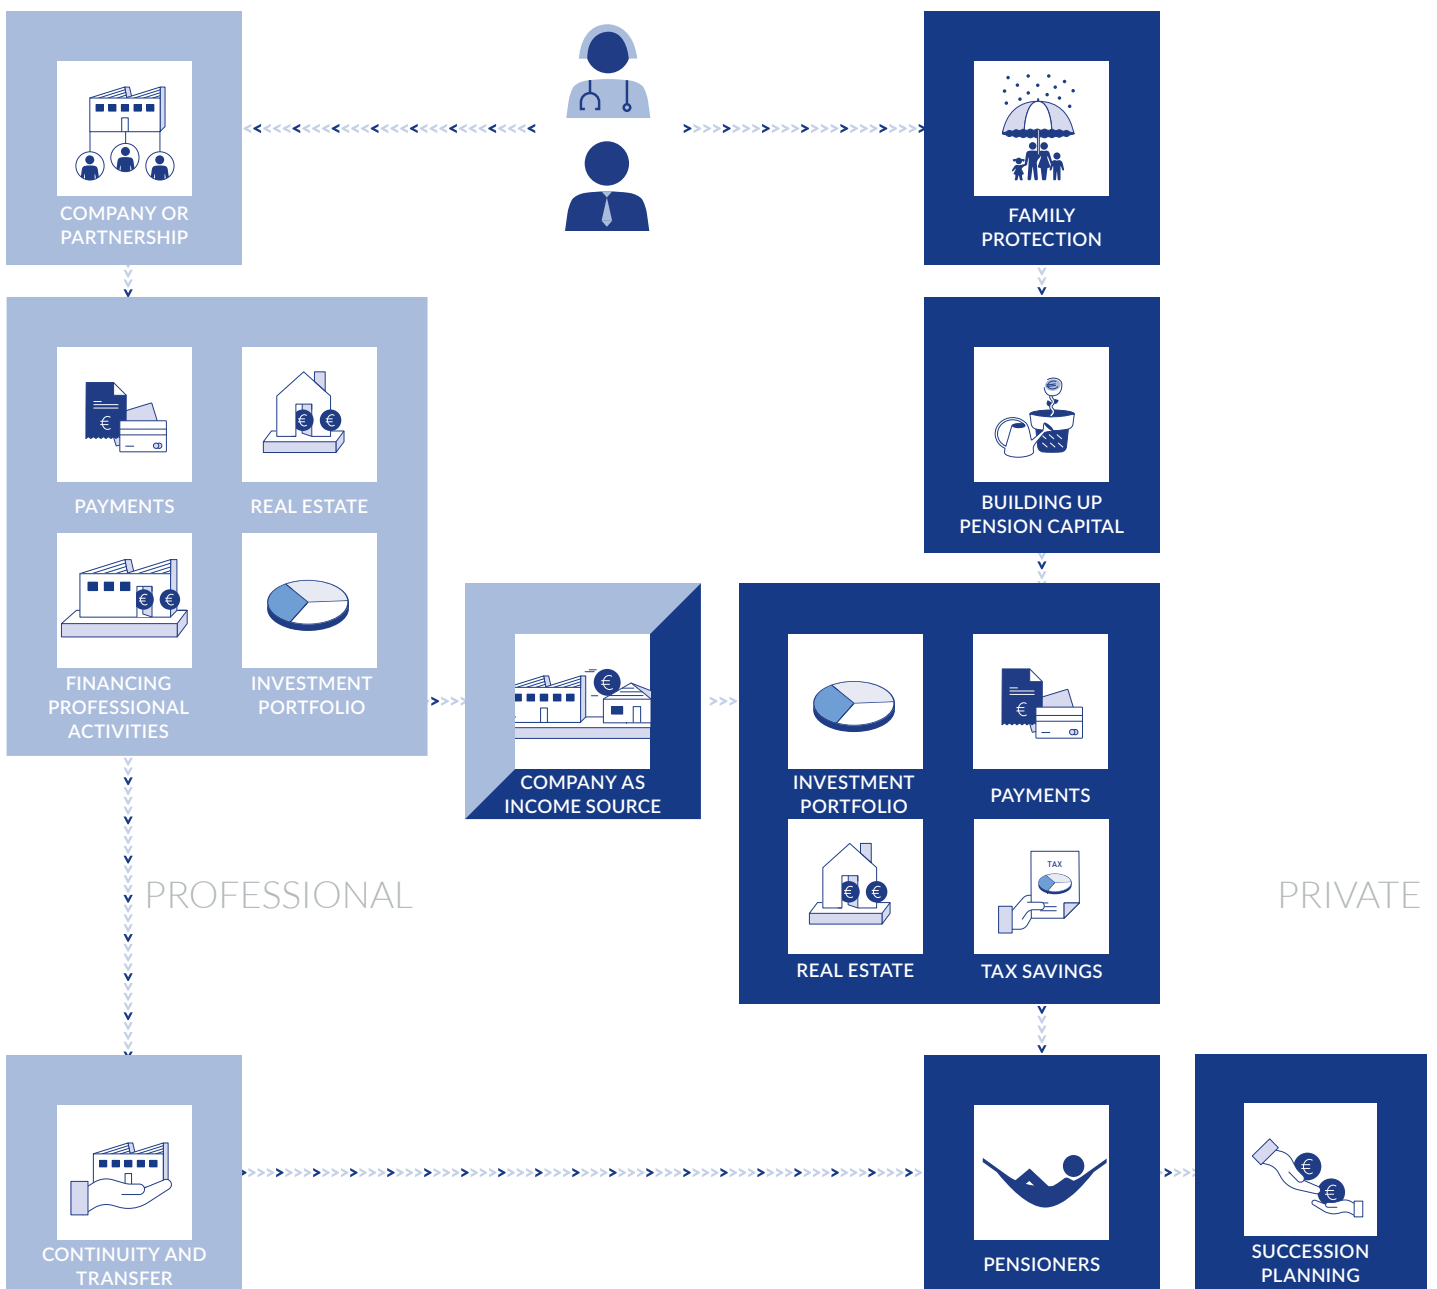 COMPANY OR
PARTNERSHIP
FAMILY
PROTECTION
PAYMENTS
REAL ESTATE
BUILDING UP
PENSION CAPITAL
FINANCING
PROFESSIONAL
ACTIVITIES
INVESTMENT
PORTFOLIO
COMPANY AS
INCOME SOURCE
INVESTMENT
PORTFOLIO
PAYMENTS
TAX
REAL ESTATE
TAX SAVINGS
PROFESSIONAL
PRIVATE
CONTINUITY AND
TRANSFER
PENSIONERS
SUCCESSION
PLANNING